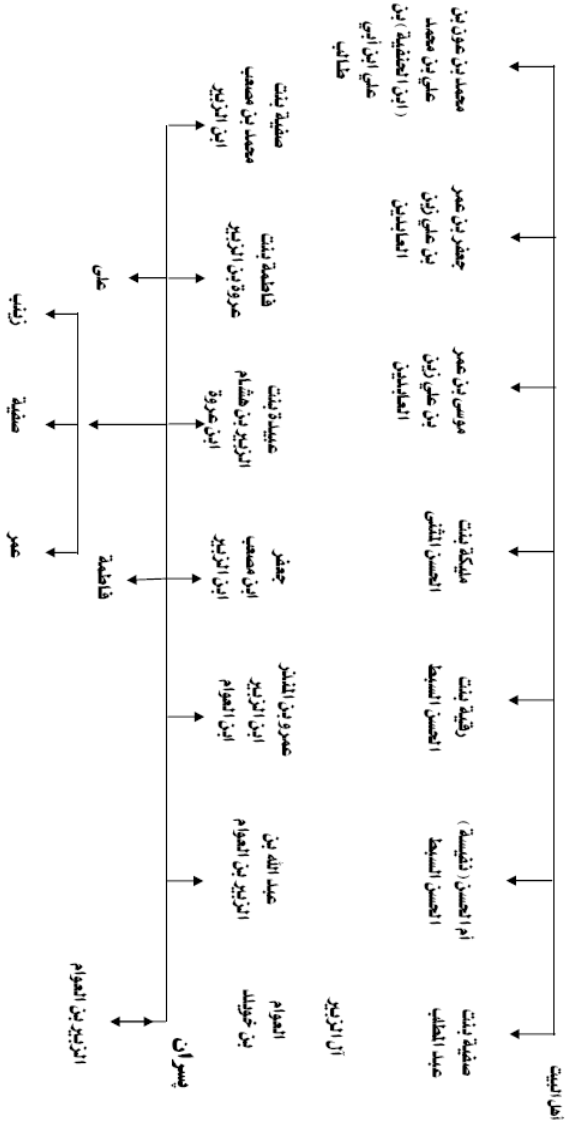 أهل البيت
صفية بنت
عبد المطلب
أم الحسن (نفيسة)
الحسن السبط
رقية بنت
الحسن السبط
مليكة بنت
الحسن المثنى
موسى بن عمر
بن علي زين
العابدين
جعفر بن عمر
بن علي زين
العابدين
محمد بن عون بن
علي بن محمد
(ابن الحنفية) بن
علي ابن أبي
طالب
آل الزبير
العوام
بن خويلد
عبد الله بن
الزبير بن العوام
عمرو بن المنذر
ابن الزبير
ابن العوام
جعفر
ابن مصعب
ابن الزبير
عبيدة بنت
الزبير بن هشام
ابن عروة
فاطمة بنت
عروة بن الزبير
صفية بنت
محمد بن مصعب
ابن الزبير
پسران
الزبير بن العوام
فاطمة
على
عمر
صفية
زينب